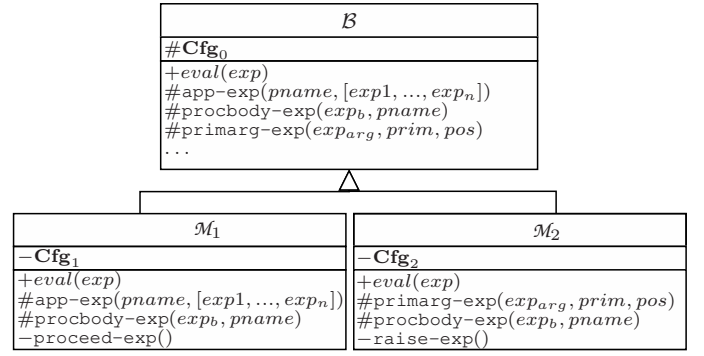 ℬ
#Cfg₀
+eval(exp)
#app-exp(pname, [exp1, ..., expₙ])
#procbody-exp(exp_b, pname)
#primarg-exp(exp_arg, prim, pos)
...
ℳ₁
−Cfg₁
+eval(exp)
#app-exp(pname, [exp1, ..., expₙ])
#procbody-exp(exp_b, pname)
−proceed-exp()
ℳ₂
−Cfg₂
+eval(exp)
#primarg-exp(exp_arg, prim, pos)
#procbody-exp(exp_b, pname)
−raise-exp()